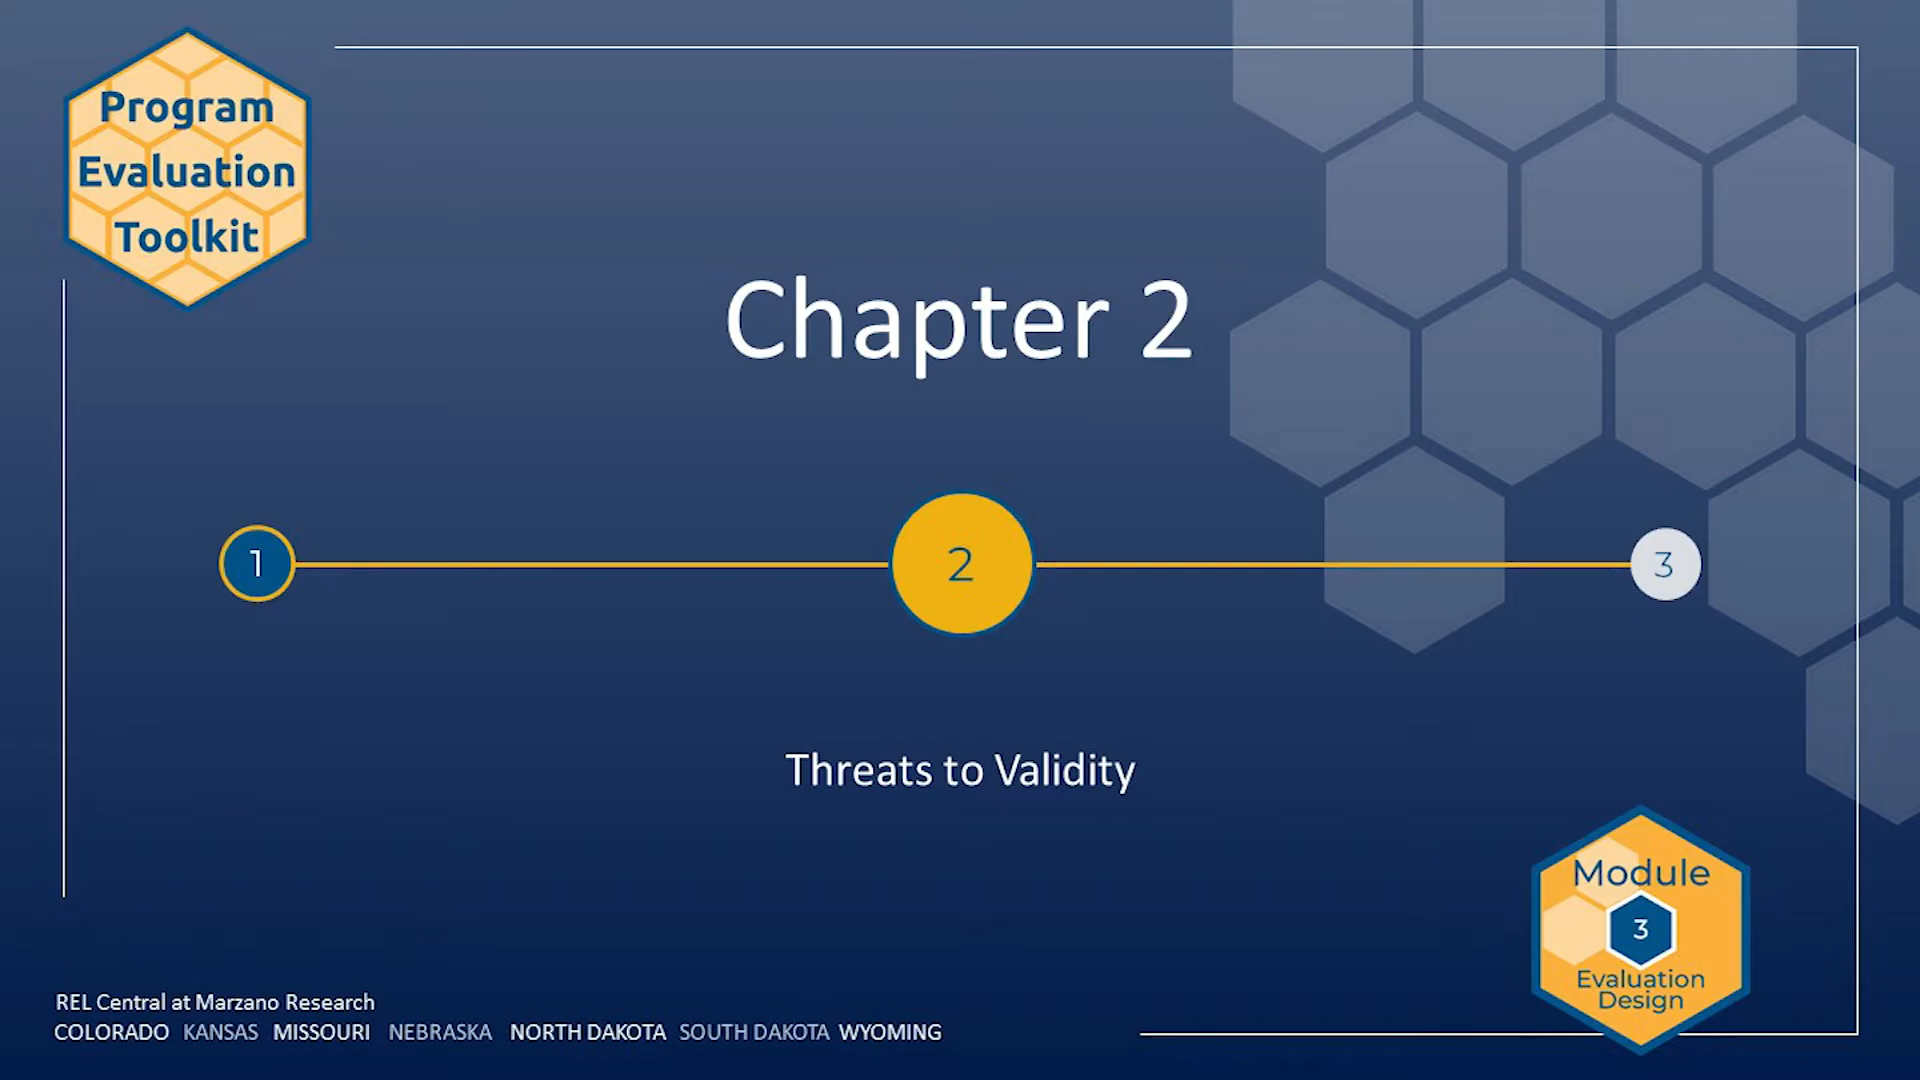 Program
Evaluation
Toolkit
Chapter 2
1
2
3
Threats to Validity
Module
3
Evaluation
Design
REL Central at Marzano Research
COLORADO KANSAS MISSOURI NEBRASKA NORTH DAKOTA SOUTH DAKOTA WYOMING